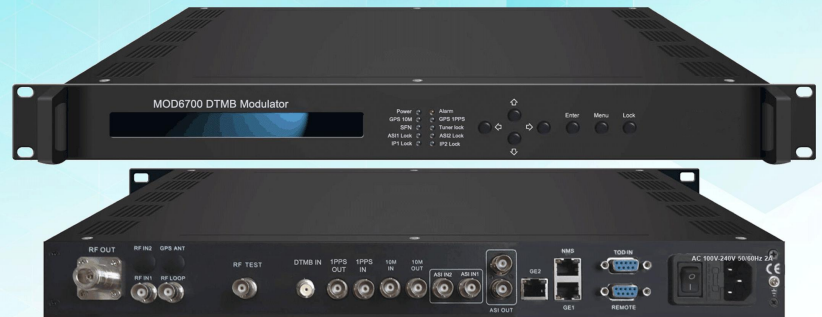 MOD6700 DTMB Modulator
Power Alarm
GPS 10M GPS 1PPS
SFN Tuner lock
ASI1 Lock ASI2 Lock
IP1 Lock IP2 Lock
Enter Menu Lock
RF OUT
RF IN2 GPS ANT
RF IN1 RF LOOP
RF TEST
DTMB IN
1PPS OUT
1PPS IN
10M IN
10M OUT
ASI IN2 ASI IN1
ASI OUT
GE2
NMS
GE1
TOD-IN
REMOTE
AC 100V-240V 50/60Hz 2A
CE